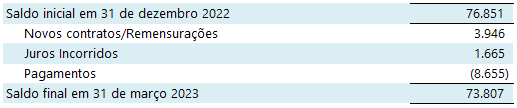 Saldo inicial em 31 de dezembro 2022 76.851
Novos contratos/Remensurações 3.946
Juros Incorridos 1.665
Pagamentos (8.655)
Saldo final em 31 de março 2023 73.807